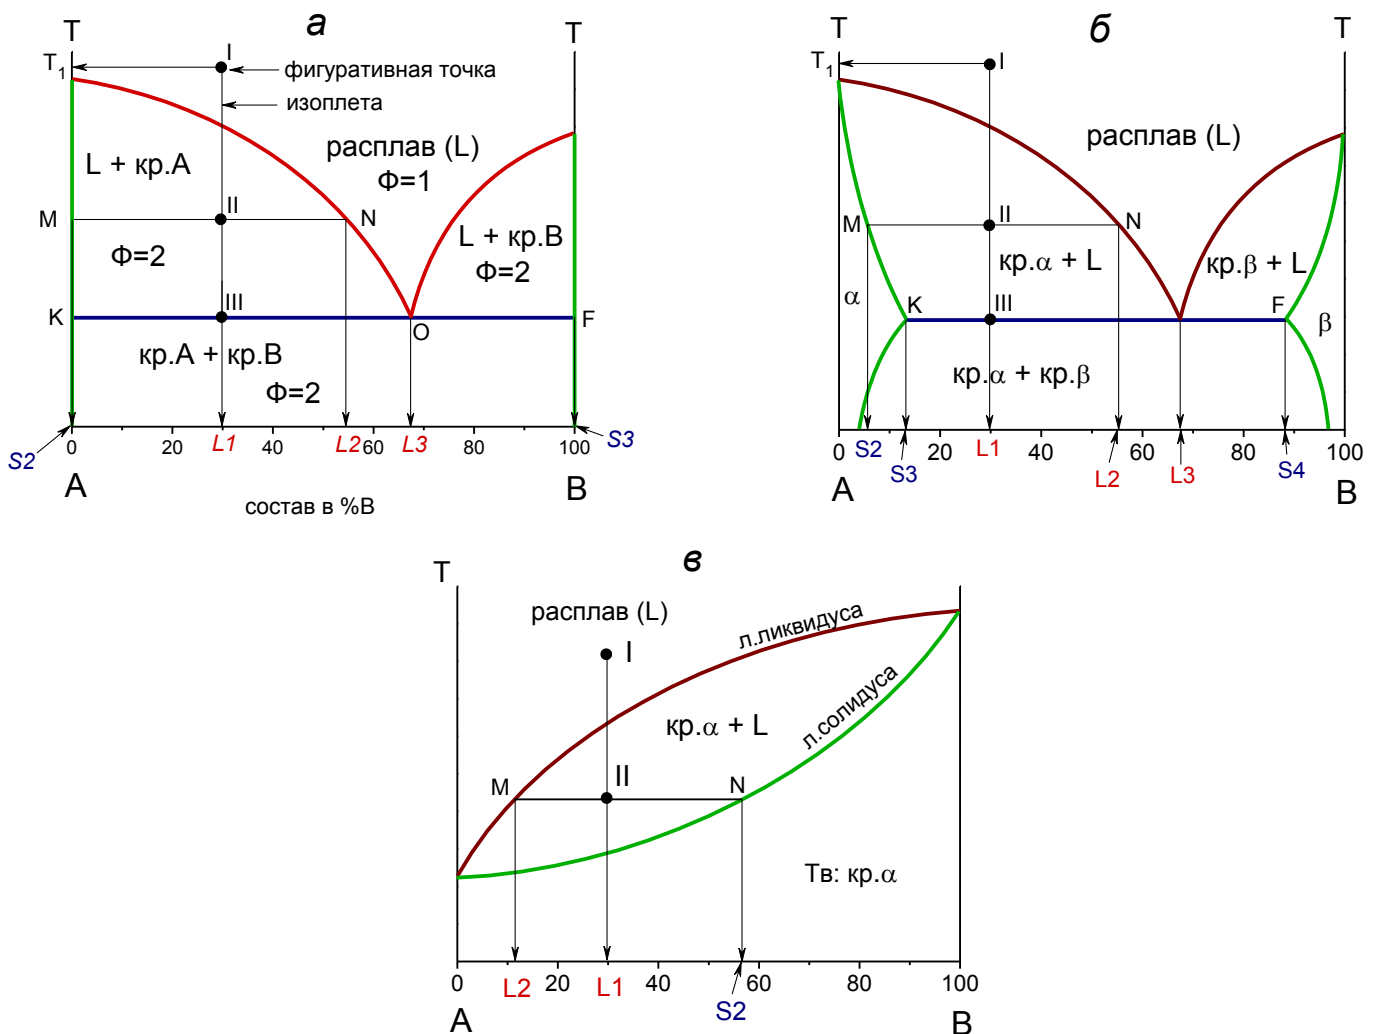 а
T
T
T1
I
фигуративная точка
изоплета
расплав (L)
Ф=1
L + кр.A
M
II
N
L + кр.B
Ф=2
Ф=2
K
III
O
F
кр.A + кр.B
Ф=2
0
20
L1
40
L2
60
L3
80
100
S2
S3
A
B
состав в %B
б
T
T
T1
I
расплав (L)
M
II
N
кр.α + L
кр.β + L
α
K
III
F
β
кр.α + кр.β
0
S2
20
L1
40
60
80
100
S3
L2
L3
S4
A
B
в
T
расплав (L)
I
л.ликвидуса
кр.α + L
л.солидуса
M
II
N
Тв: кр.α
0
L2
20
L1
40
60
80
100
S2
A
B